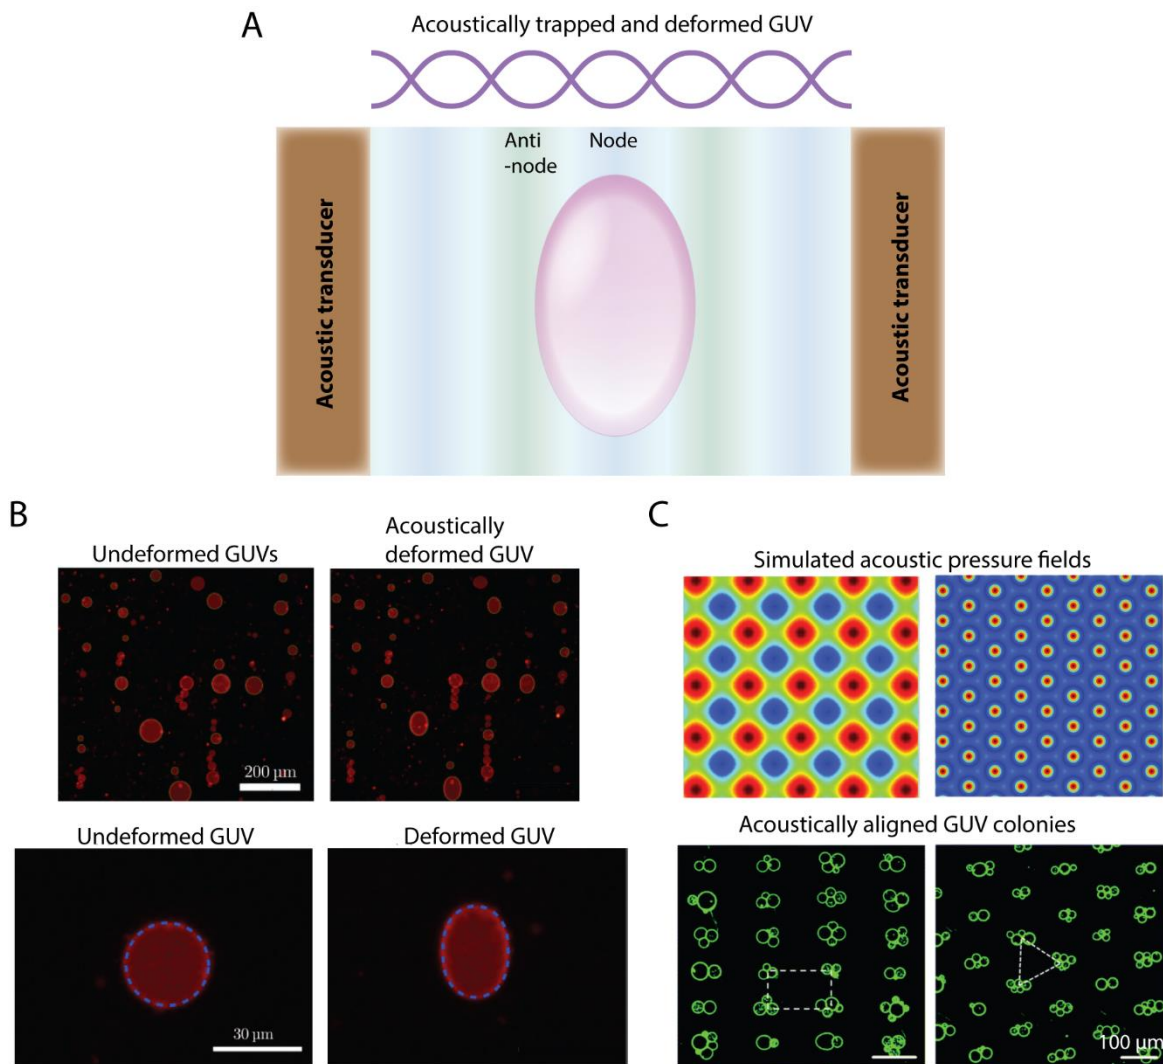 A
Acoustically trapped and deformed GUV
Anti
-node
Node
Acoustic transducer
Acoustic transducer
B
Undeformed GUVs
Acoustically
deformed GUV
200 µm
Undeformed GUV
Deformed GUV
30 µm
C
Simulated acoustic pressure fields
Acoustically aligned GUV colonies
100 µm